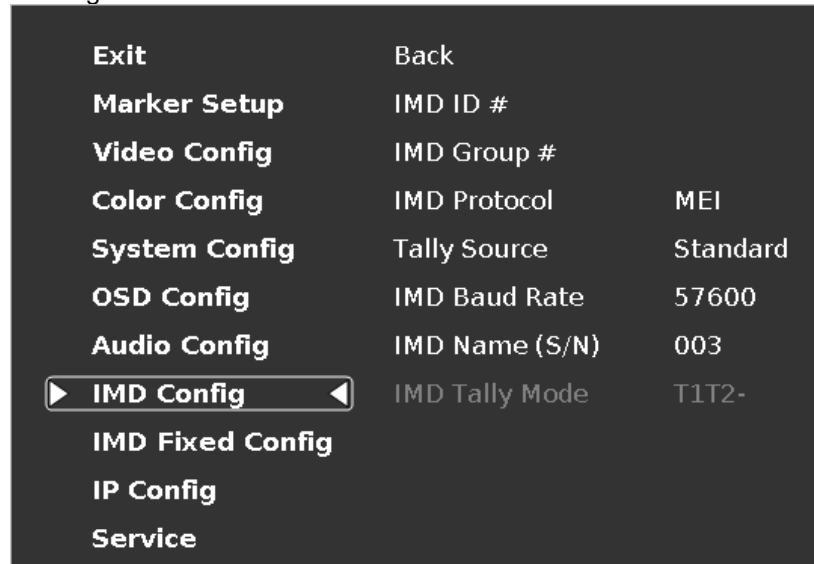 Exit Back
Marker Setup IMD ID #
Video Config IMD Group #
Color Config IMD Protocol MEI
System Config Tally Source Standard
OSD Config IMD Baud Rate 57600
Audio Config IMD Name (S/N) 003
IMD Config IMD Tally Mode T1T2-
IMD Fixed Config
IP Config
Service